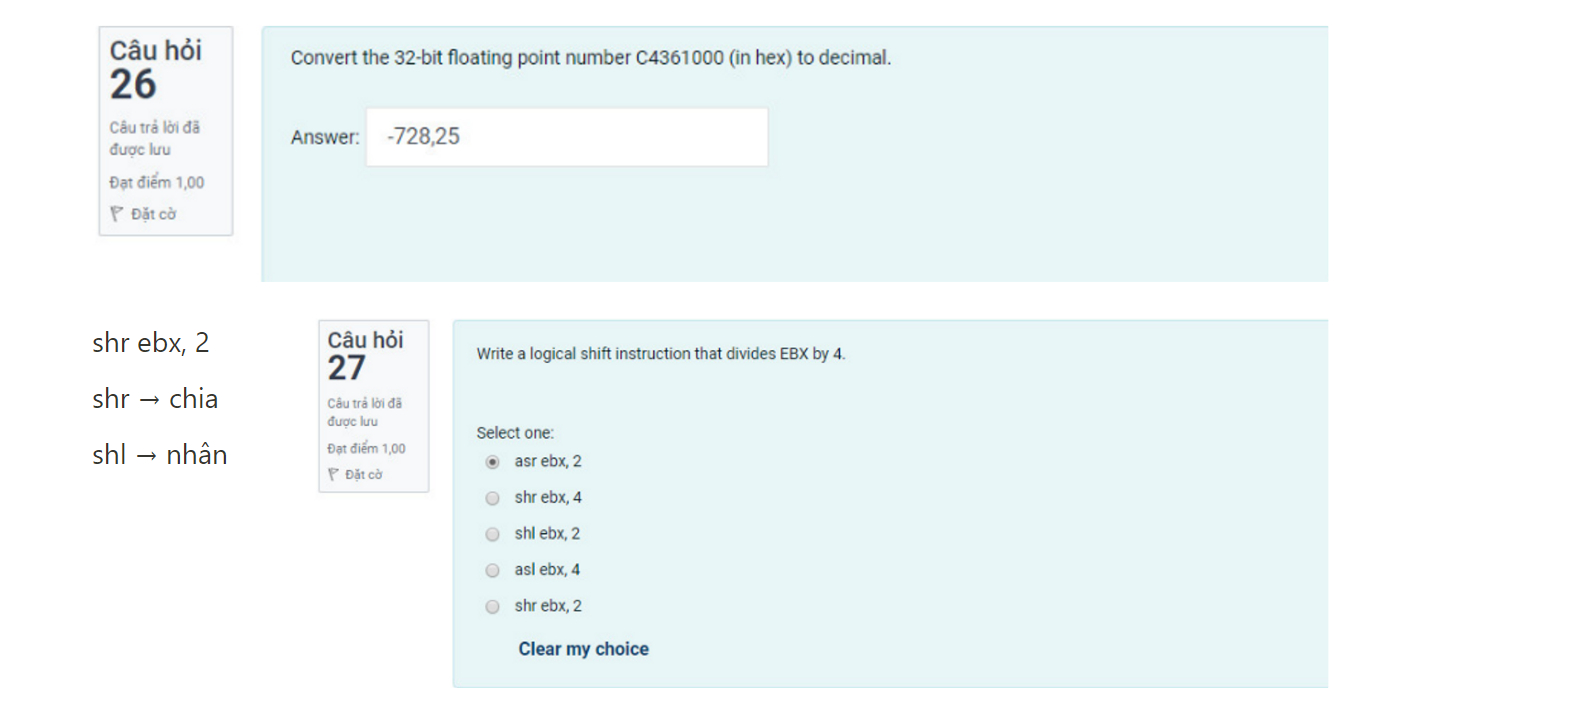 Câu hỏi
26
Câu trả lời đã
được lưu
Đạt điểm 1,00
Đặt cờ
Convert the 32-bit floating point number C4361000 (in hex) to decimal.
Answer: -728,25
shr ebx, 2
shr → chia
shl → nhân
Câu hỏi
27
Câu trả lời đã
được lưu
Đạt điểm 1,00
Đặt cờ
Write a logical shift instruction that divides EBX by 4.
Select one:
asr ebx, 2
shr ebx, 4
shl ebx, 2
asl ebx, 4
shr ebx, 2
Clear my choice